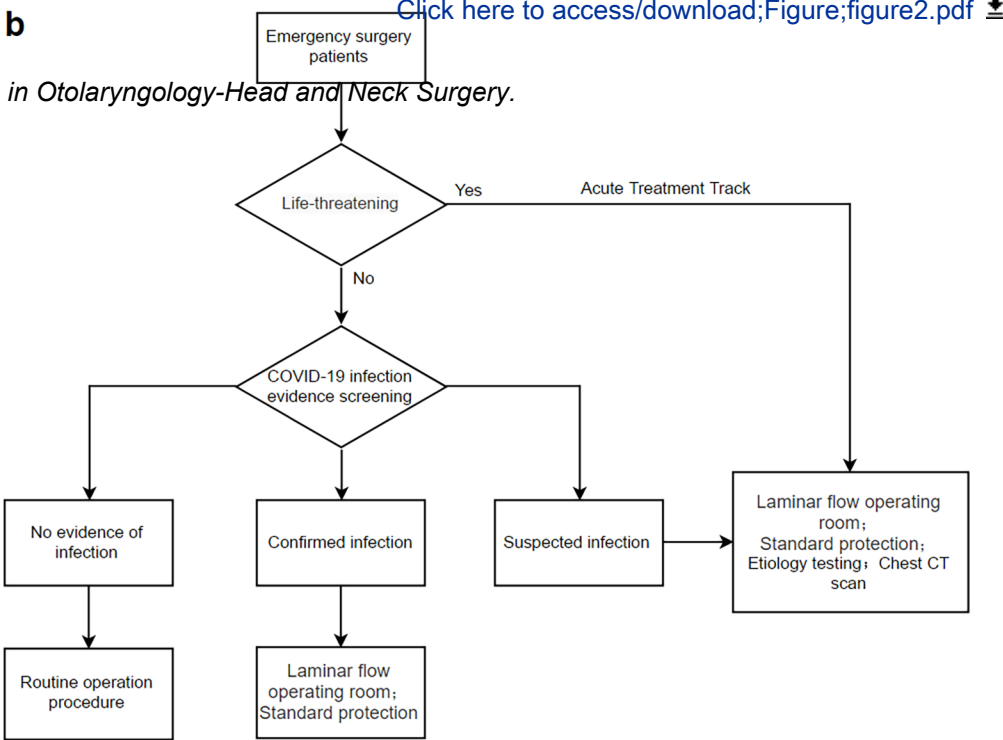 Click here to access/download;Figure;figure2.pdf
b
Emergency surgery
patients
in Otolaryngology-Head and Neck Surgery.
Life-threatening
Yes
Acute Treatment Track
No
COVID-19 infection
evidence screening
No evidence of
infection
Confirmed infection
Suspected infection
Laminar flow operating
room；
Standard protection；
Etiology testing；Chest CT
scan
Routine operation
procedure
Laminar flow
operating room；
Standard protection